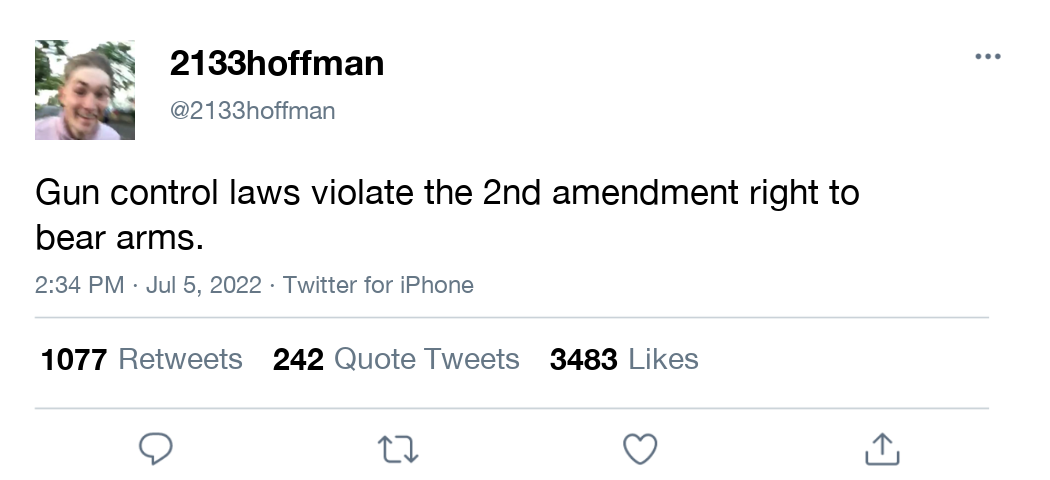 2133hoffman
@2133hoffman
Gun control laws violate the 2nd amendment right to
bear arms.
2:34 PM · Jul 5, 2022 · Twitter for iPhone
1077 Retweets 242 Quote Tweets 3483 Likes